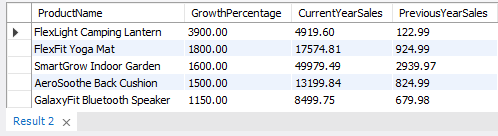 ProductName GrowthPercentage CurrentYearSales PreviousYearSales
FlexLight Camping Lantern 3900.00 4919.60 122.99
FlexFit Yoga Mat 1800.00 17574.81 924.99
SmartGrow Indoor Garden 1600.00 49979.49 2939.97
AeroSoothe Back Cushion 1500.00 13199.84 824.99
GalaxyFit Bluetooth Speaker 1150.00 8499.75 679.98
Result 2